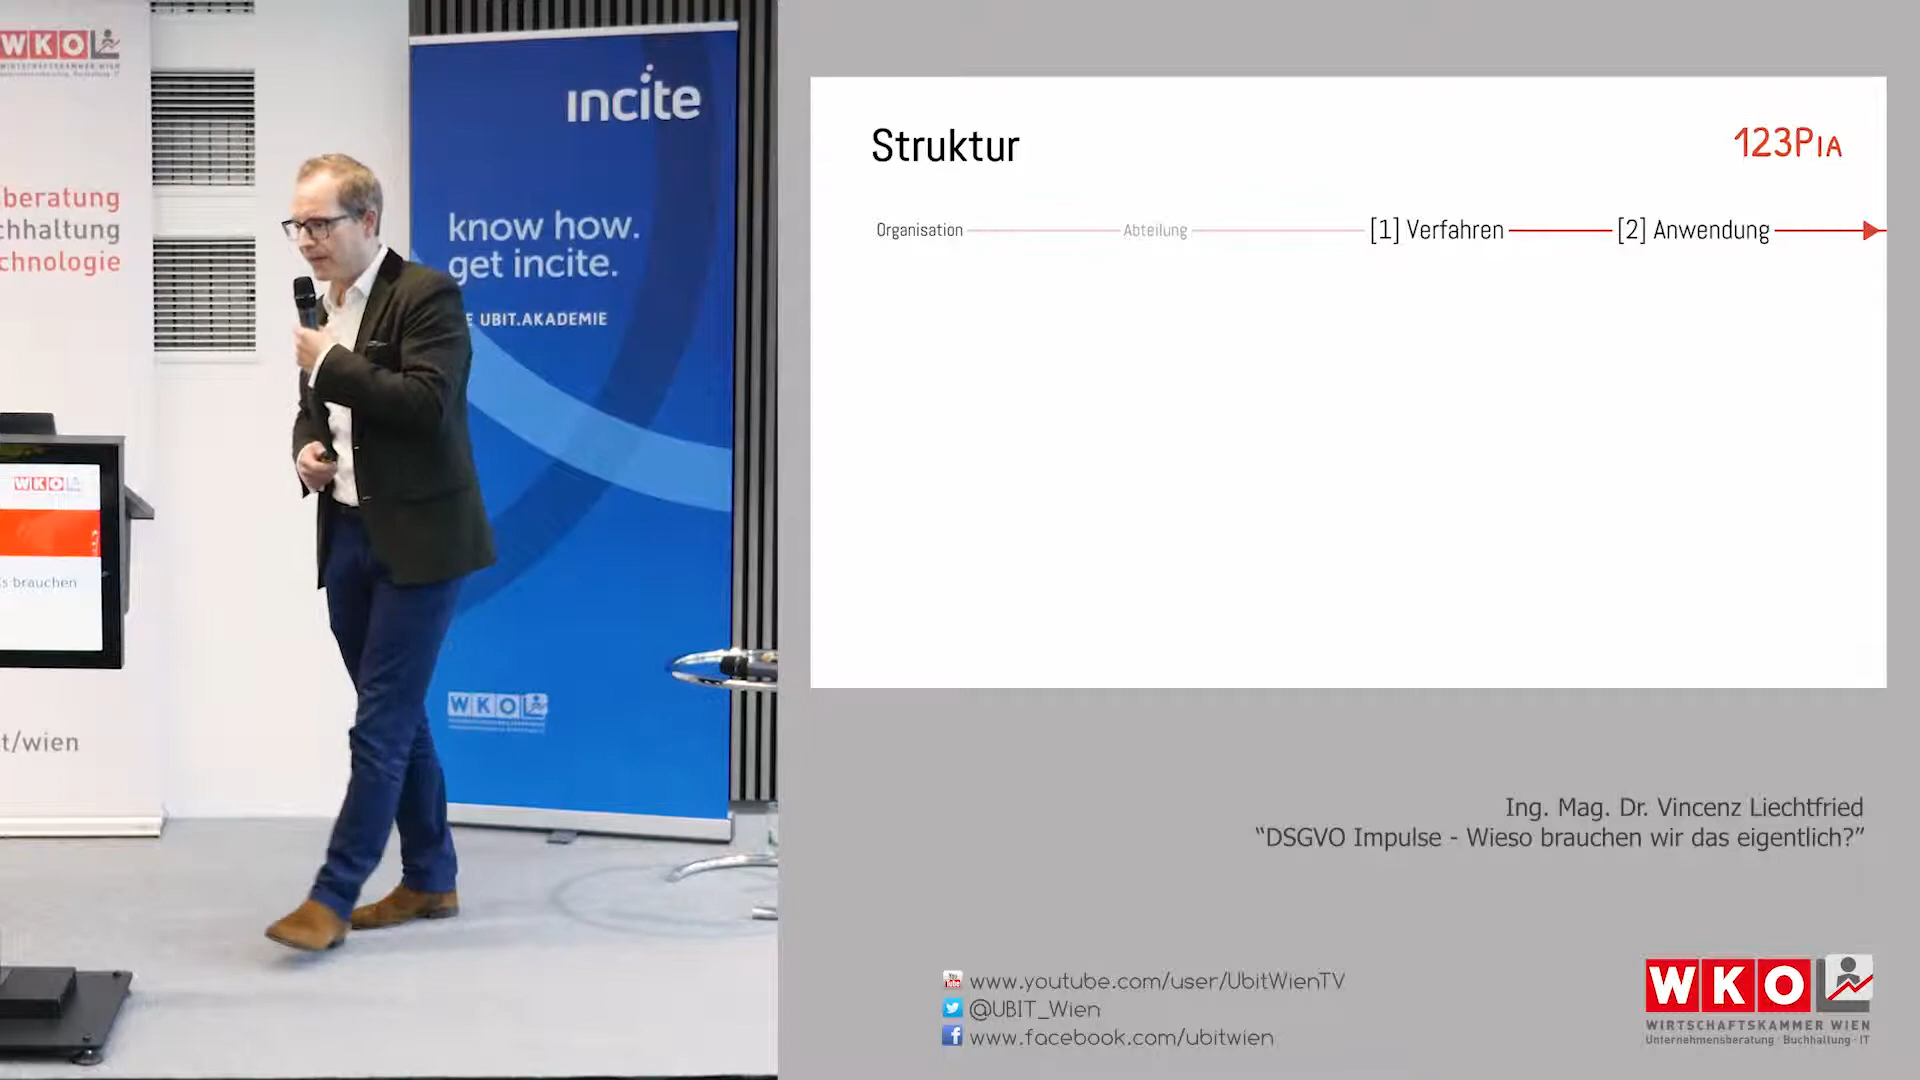 WKO
WIRTSCHAFTSKAMMER WIEN
beratung
chhaltung
chnologie
WKO
s brauchen
t/wien
incite
know how.
get incite.
E UBIT.AKADEMIE
WKO
Struktur
123PIA
Organisation
Abteilung
[1] Verfahren
[2] Anwendung
Ing. Mag. Dr. Vincenz Liechtfried
“DSGVO Impulse - Wieso brauchen wir das eigentlich?”
www.youtube.com/user/UbitWienTV
@UBIT_Wien
www.facebook.com/ubitwien
WKO
WIRTSCHAFTSKAMMER WIEN
Unternehmensberatung · Buchhaltung · IT